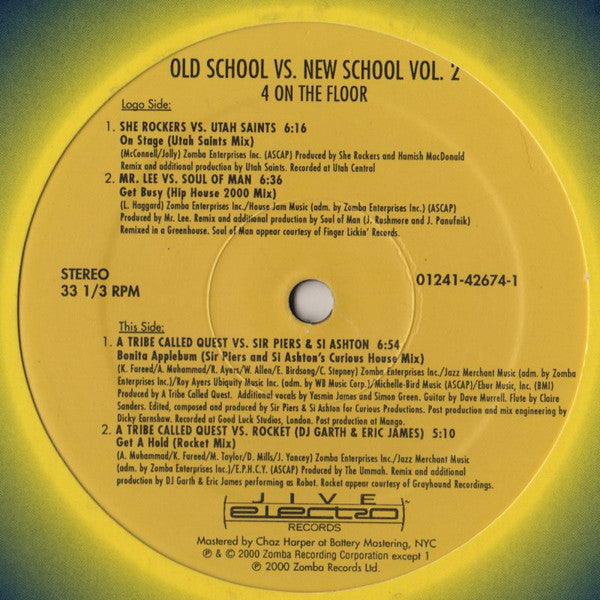 OLD SCHOOL VS. NEW SCHOOL VOL. 2
4 ON THE FLOOR
Logo Side:
1. SHE ROCKERS VS. UTAH SAINTS 6:16
On Stage (Utah Saints Mix)
(McConnell/Jolly) Zomba Enterprises Inc. (ASCAP) Produced by She Rockers and Hamish MacDonald
Remix and additional production by Utah Saints. Recorded at Utah Central
2. MR. LEE VS. SOUL OF MAN 6:36
Get Busy (Hip House 2000 Mix)
(L. Haggard) Zomba Enterprises Inc./House Jam Music (adm. by Zomba Enterprises Inc.) (ASCAP)
Produced by Mr. Lee. Remix and additional production by Soul of Man (J. Rushmore and J. Panufnik)
Remixed in a Greenhouse. Soul of Man appear courtesy of Finger Lickin' Records.
STEREO
33 1/3 RPM
01241-42674-1
This Side:
1. A TRIBE CALLED QUEST VS. SIR PIERS & SI ASHTON 6:54
Bonita Applebum (Sir Piers and Si Ashton's Curious House Mix)
(K. Fareed/A. Muhammad/R. Ayers/W. Allen/E. Birdsong/C. Stepney) Zomba Enterprises Inc./Jazz Merchant Music (adm. by Zomba
Enterprises Inc.)/Roy Ayers Ubiquity Music Inc. (adm. by WB Music Corp.)/Michelle-Bird Music (ASCAP)/Ebur Music, Inc. (BMI)
Produced by A Tribe Called Quest. Additional vocals by Yasmin James and Simon Green. Guitar by Dave Murrell. Flute by Claire
Sanders. Edited, composed and produced by Sir Piers & Si Ashton for Curious Productions. Post production and mix engineering by
Dicky Earnshaw. Recorded at Good Luck Studios, London. Post production at Mango.
2. A TRIBE CALLED QUEST VS. ROCKET (DJ GARTH & ERIC JAMES) 5:10
Get A Hold (Rocket Mix)
(A. Muhammad/K. Fareed/M. Taylor/D. Mills/J. Yancey) Zomba Enterprises Inc./Jazz Merchant Music
(adm. by Zomba Enterprises Inc.)/E.P.H.C.Y. (ASCAP) Produced by The Ummah. Remix and additional
production by DJ Garth & Eric James performing as Robot. Rocket appear courtesy of Grayhound Recordings.
JIVE
electro
RECORDS
™
Mastered by Chaz Harper at Battery Mastering, NYC
℗ & © 2000 Zomba Recording Corporation except 1
℗ 2000 Zomba Records Ltd.